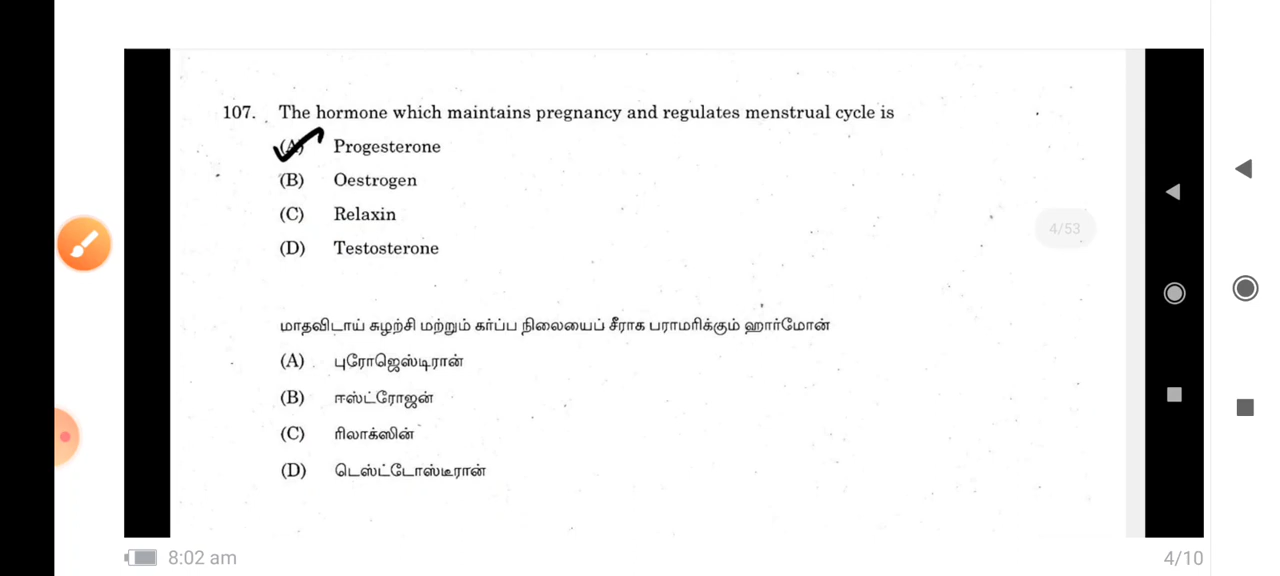 107. The hormone which maintains pregnancy and regulates menstrual cycle is
(A) Progesterone
(B) Oestrogen
(C) Relaxin
(D) Testosterone
4/53
மாதவிடாய் சுழற்சி மற்றும் கர்ப்ப நிலையைப் சீராக பராமரிக்கும் ஹார்மோன்
(A) புரோஜெஸ்டிரான்
(B) ஈஸ்ட்ரோஜன்
(C) ரிலாக்ஸின்
(D) டெஸ்ட்டோஸ்டீரான்
8:02 am
4/10